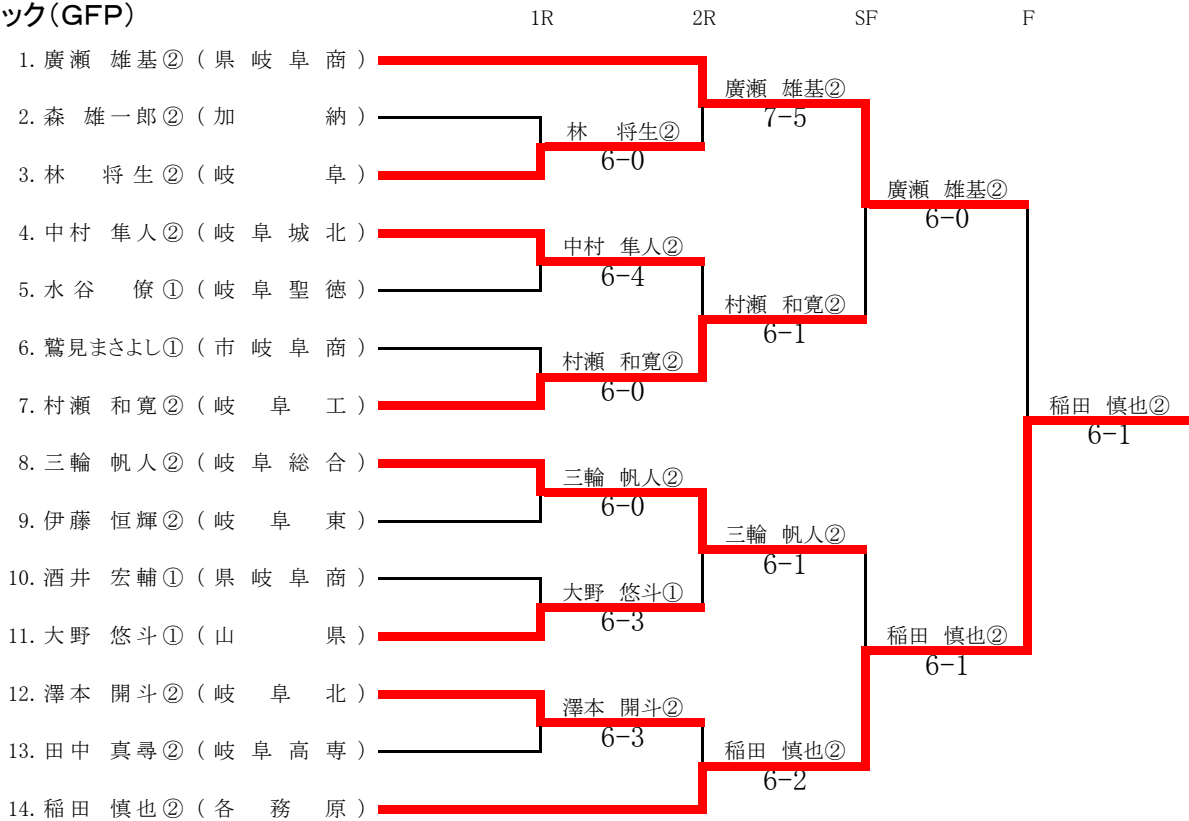 ック(GFP)
1R 2R SF F
1. 廣瀬 雄基② ( 県岐阜商 )
2. 森 雄一郎② ( 加納 )
3. 林 将生② ( 岐阜 )
4. 中村 隼人② ( 岐阜城北 )
5. 水谷 僚① ( 岐阜聖徳 )
6. 鷲見まさよし① ( 市岐阜商 )
7. 村瀬 和寛② ( 岐阜工 )
8. 三輪 帆人② ( 岐阜総合 )
9. 伊藤 恒輝② ( 岐阜東 )
10. 酒井 宏輔① ( 県岐阜商 )
11. 大野 悠斗① ( 山県 )
12. 澤本 開斗② ( 岐阜北 )
13. 田中 真尋② ( 岐阜高専 )
14. 稲田 慎也② ( 各務原 )
林 将生②
6-0
中村 隼人②
6-4
村瀬 和寛②
6-0
三輪 帆人②
6-0
大野 悠斗①
6-3
澤本 開斗②
6-3
廣瀬 雄基②
7-5
村瀬 和寛②
6-1
三輪 帆人②
6-1
稲田 慎也②
6-2
廣瀬 雄基②
6-0
稲田 慎也②
6-1
稲田 慎也②
6-1